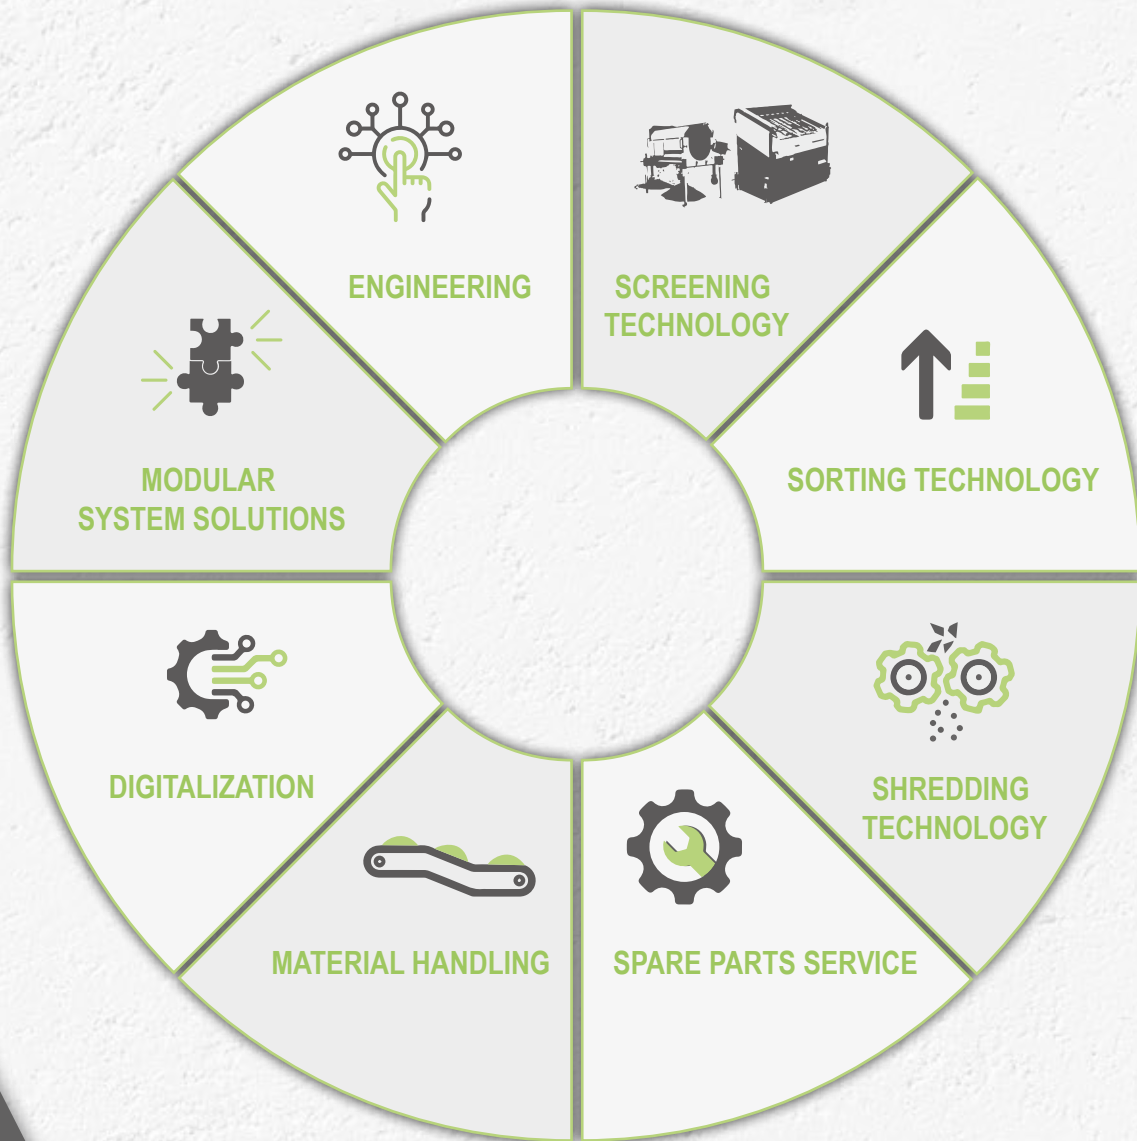 ENGINEERING
SCREENING
TECHNOLOGY
SORTING TECHNOLOGY
SHREDDING
TECHNOLOGY
SPARE PARTS SERVICE
MATERIAL HANDLING
DIGITALIZATION
MODULAR
SYSTEM SOLUTIONS